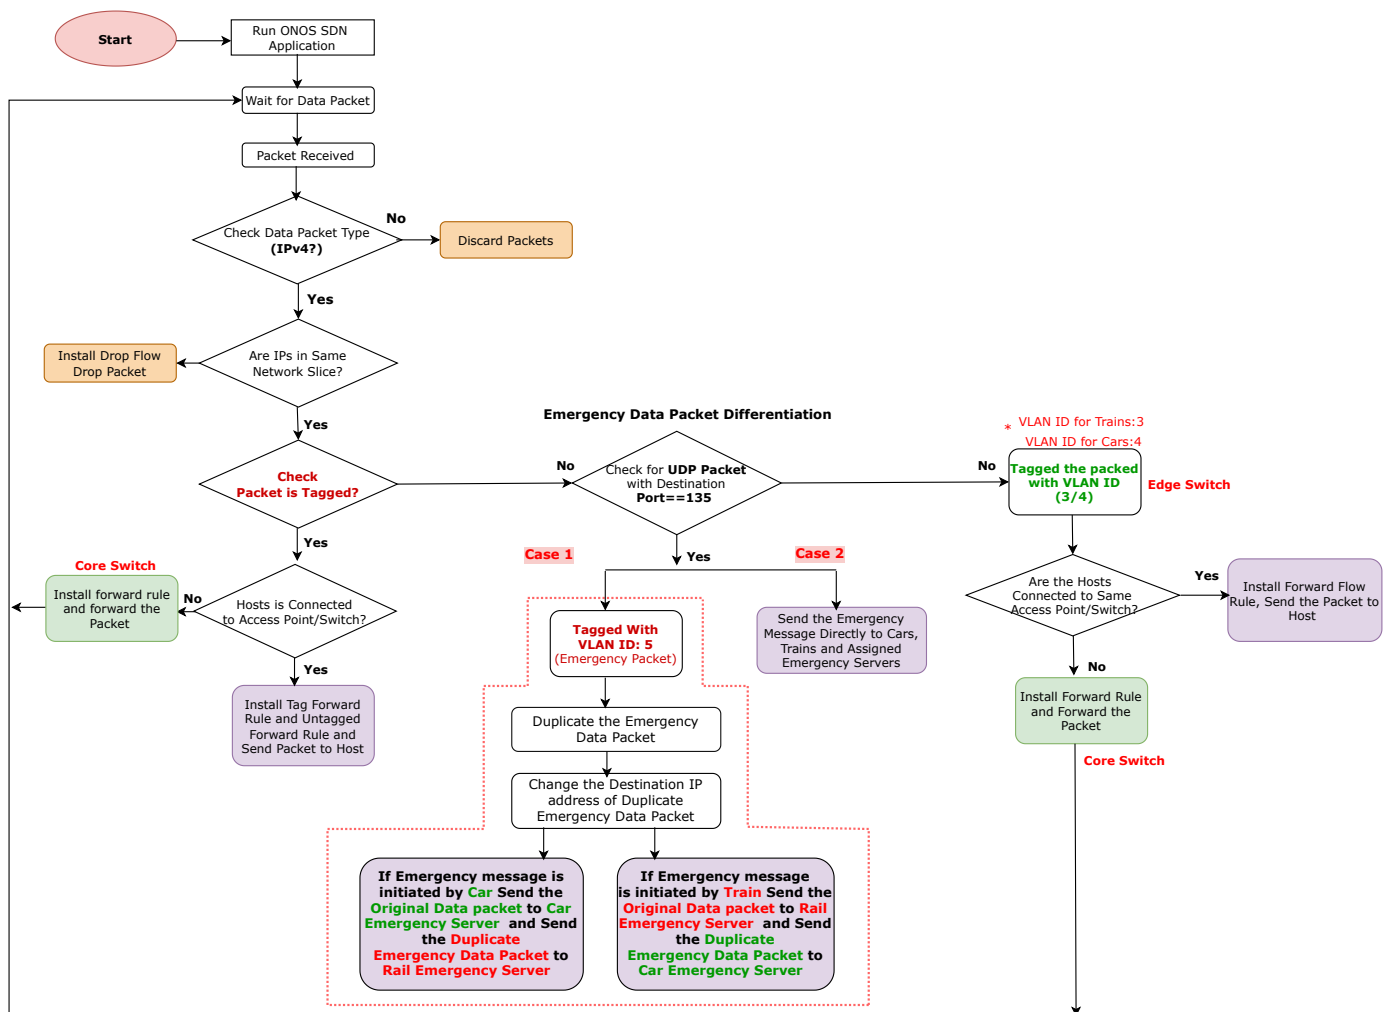 Start
Run ONOS SDN
Application
Wait for Data Packet
Packet Received
Check Data Packet Type
(IPv4?)
No
Discard Packets
Yes
Are IPs in Same
Network Slice?
Install Drop Flow
Drop Packet
Yes
Check
Packet is Tagged?
No
Emergency Data Packet Differentiation
Check for UDP Packet
with Destination
Port==135
No
* VLAN ID for Trains:3
VLAN ID for Cars:4
Tagged the packed
with VLAN ID
(3/4)
Edge Switch
Yes
Hosts is Connected
to Access Point/Switch?
No
Core Switch
Install forward rule
and forward the
Packet
Yes
Install Tag Forward
Rule and Untagged
Forward Rule and
Send Packet to Host
Yes
Case 1
Case 2
Tagged With
VLAN ID: 5
(Emergency Packet)
Send the Emergency
Message Directly to Cars,
Trains and Assigned
Emergency Servers
Duplicate the Emergency
Data Packet
Change the Destination IP
address of Duplicate
Emergency Data Packet
If Emergency message is
initiated by Car Send the
Original Data packet to Car
Emergency Server and Send
the Duplicate
Emergency Data Packet to
Rail Emergency Server
If Emergency message
is initiated by Train Send the
Original Data packet to Rail
Emergency Server and Send
the Duplicate
Emergency Data Packet to
Car Emergency Server
Are the Hosts
Connected to Same
Access Point/Switch?
Yes
Install Forward Flow
Rule, Send the Packet to
Host
No
Install Forward Rule
and Forward the
Packet
Core Switch